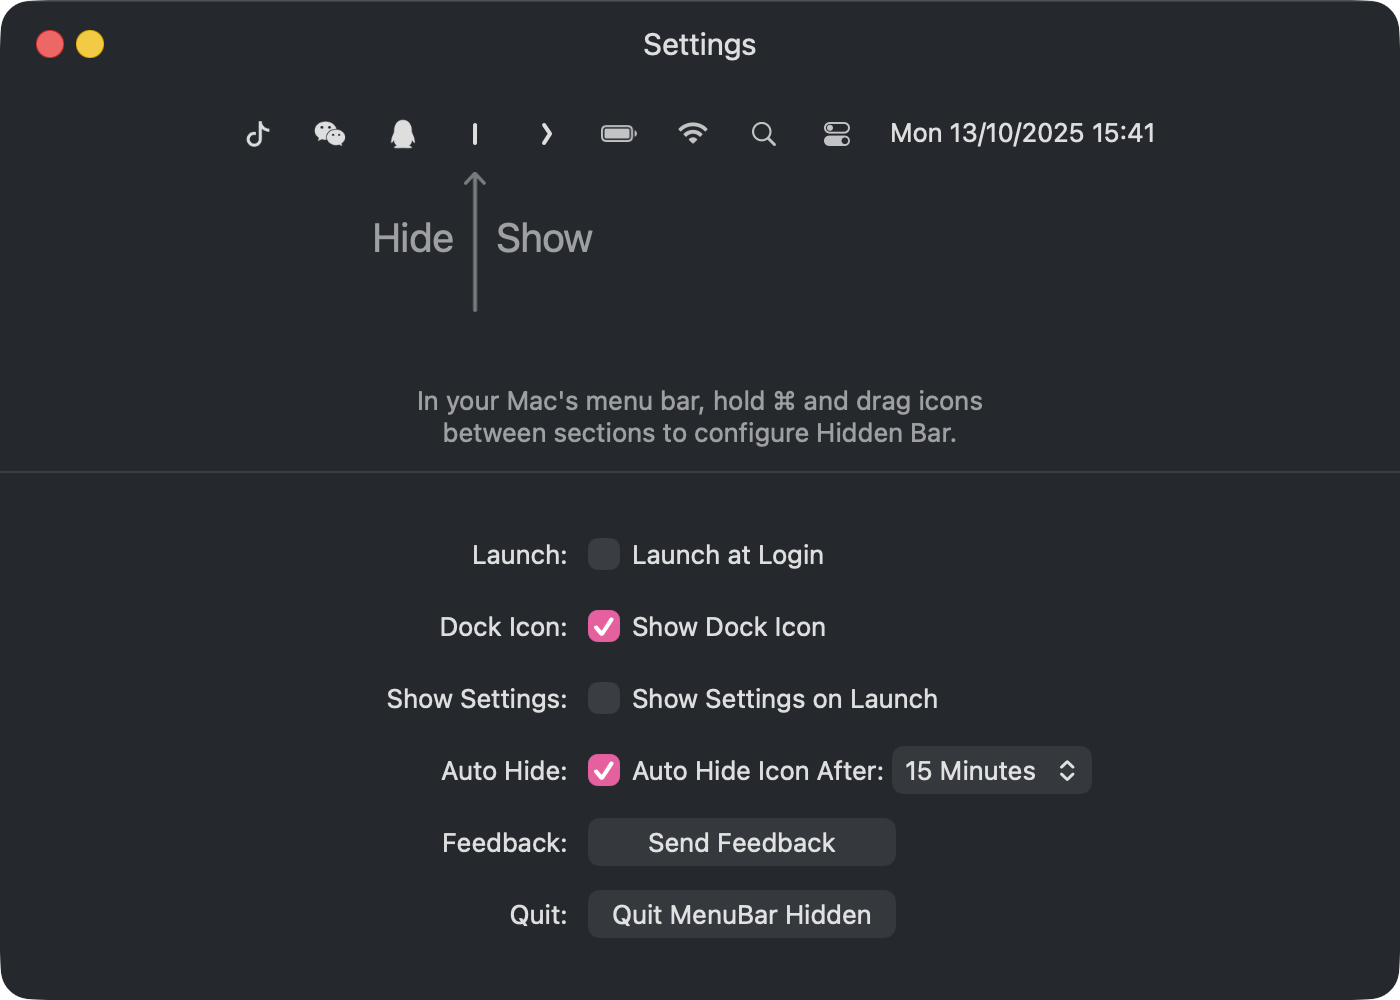 Settings
Mon 13/10/2025 15:41
Hide Show
In your Mac's menu bar, hold ⌘ and drag icons
between sections to configure Hidden Bar.
Launch: Launch at Login
Dock Icon: Show Dock Icon
Show Settings: Show Settings on Launch
Auto Hide: Auto Hide Icon After: 15 Minutes
Feedback: Send Feedback
Quit: Quit MenuBar Hidden